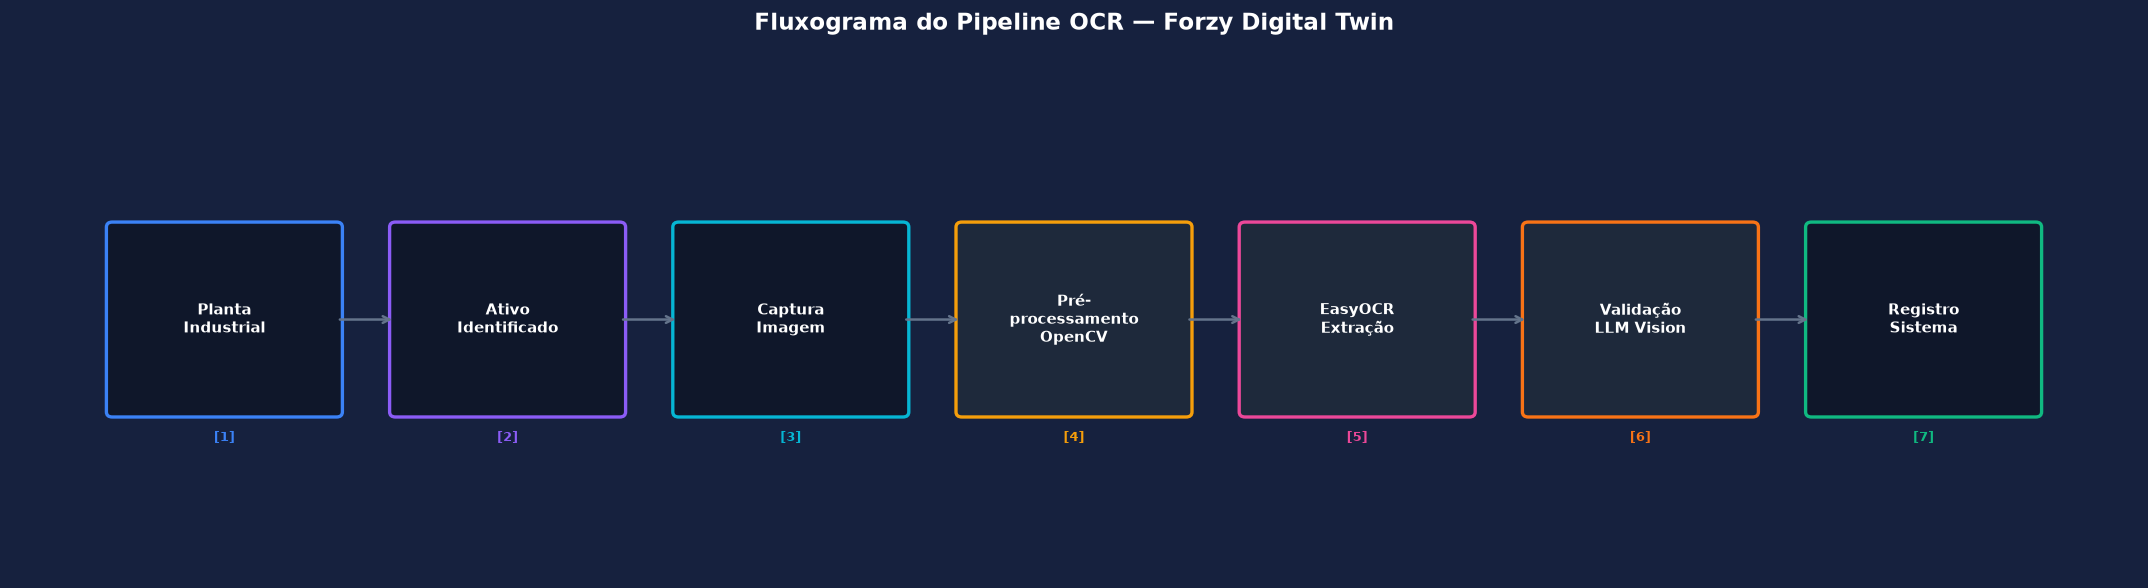 Fluxograma do Pipeline OCR — Forzy Digital Twin
Planta
Industrial
[1]
Ativo
Identificado
[2]
Captura
Imagem
[3]
Pré-
processamento
OpenCV
[4]
EasyOCR
Extração
[5]
Validação
LLM Vision
[6]
Registro
Sistema
[7]